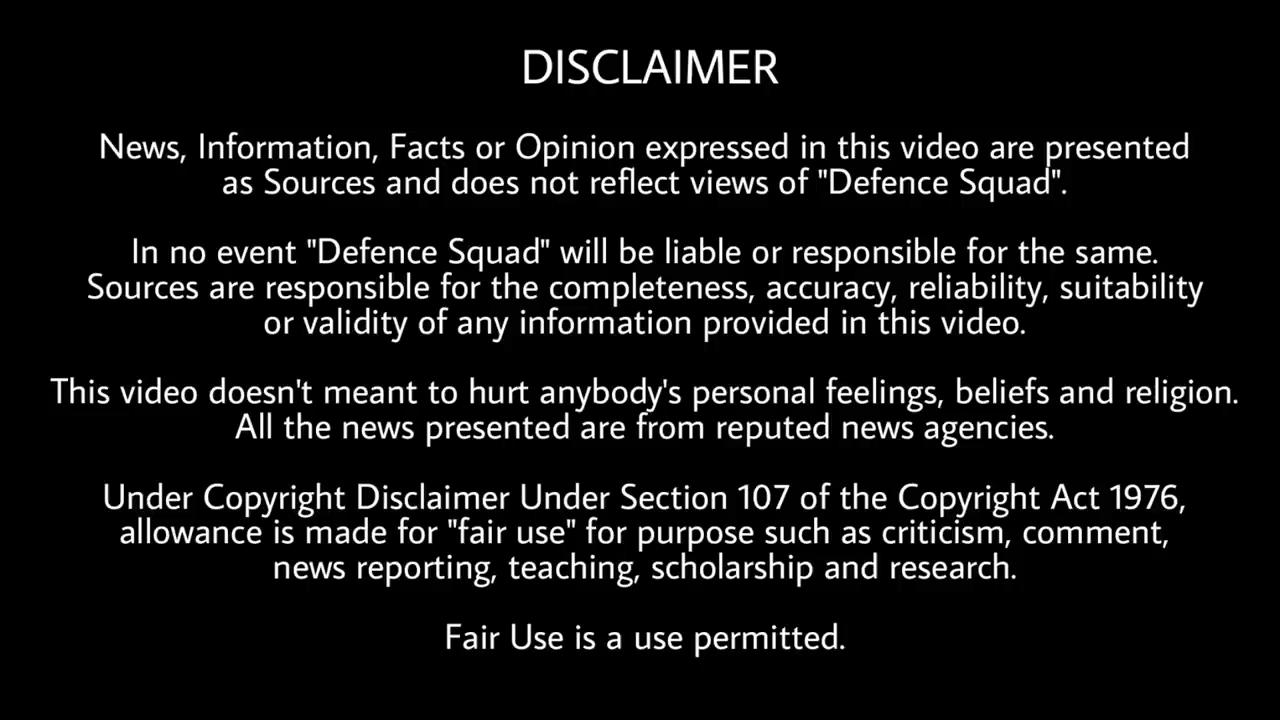 DISCLAIMER
News, Information, Facts or Opinion expressed in this video are presented
as Sources and does not reflect views of "Defence Squad".
In no event "Defence Squad" will be liable or responsible for the same.
Sources are responsible for the completeness, accuracy, reliability, suitability
or validity of any information provided in this video.
This video doesn't meant to hurt anybody's personal feelings, beliefs and religion.
All the news presented are from reputed news agencies.
Under Copyright Disclaimer Under Section 107 of the Copyright Act 1976,
allowance is made for "fair use" for purpose such as criticism, comment,
news reporting, teaching, scholarship and research.
Fair Use is a use permitted.